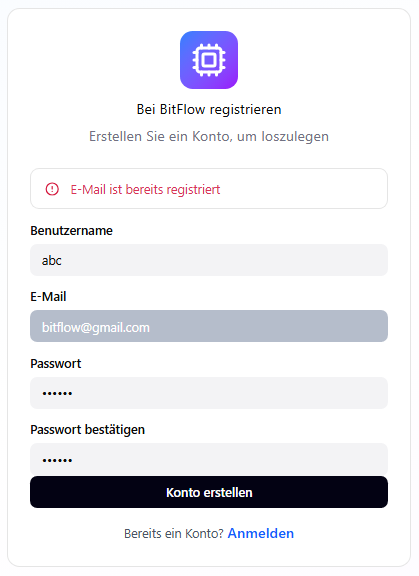 Bei BitFlow registrieren
Erstellen Sie ein Konto, um loszulegen
E-Mail ist bereits registriert
Benutzername
abc
E-Mail
bitflow@gmail.com
Passwort
••••••
Passwort bestätigen
••••••
Konto erstellen
Bereits ein Konto? Anmelden